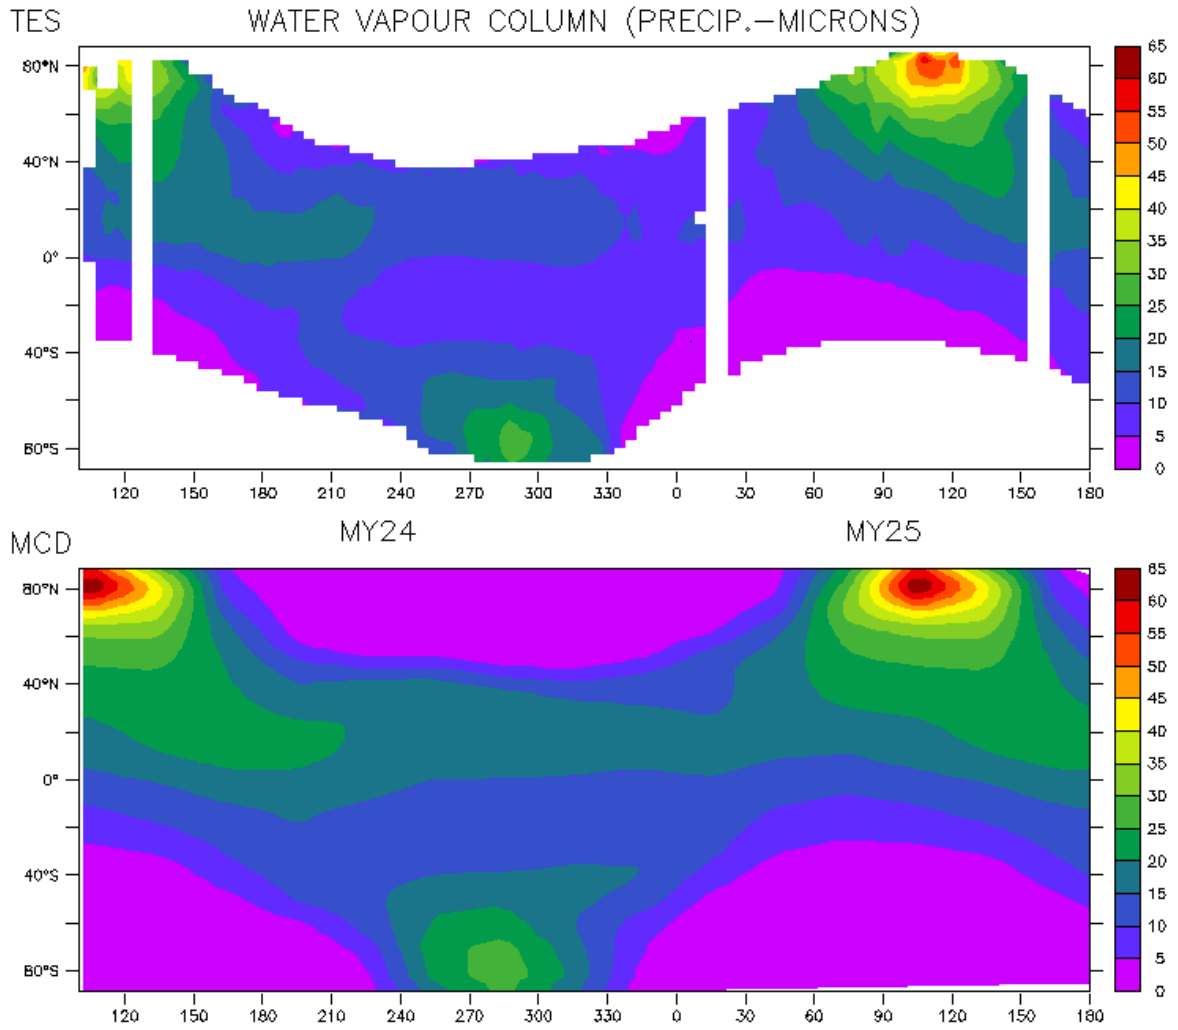 TES WATER VAPOUR COLUMN (PRECIP.−MICRONS)
80°N
40°N
0°
40°S
80°S
65
60
55
50
45
40
35
30
25
20
15
10
5
0
120 150 180 210 240 270 300 330 0 30 60 90 120 150 180
MY24 MY25
MCD
80°N
40°N
0°
40°S
80°S
65
60
55
50
45
40
35
30
25
20
15
10
5
0
120 150 180 210 240 270 300 330 0 30 60 90 120 150 180